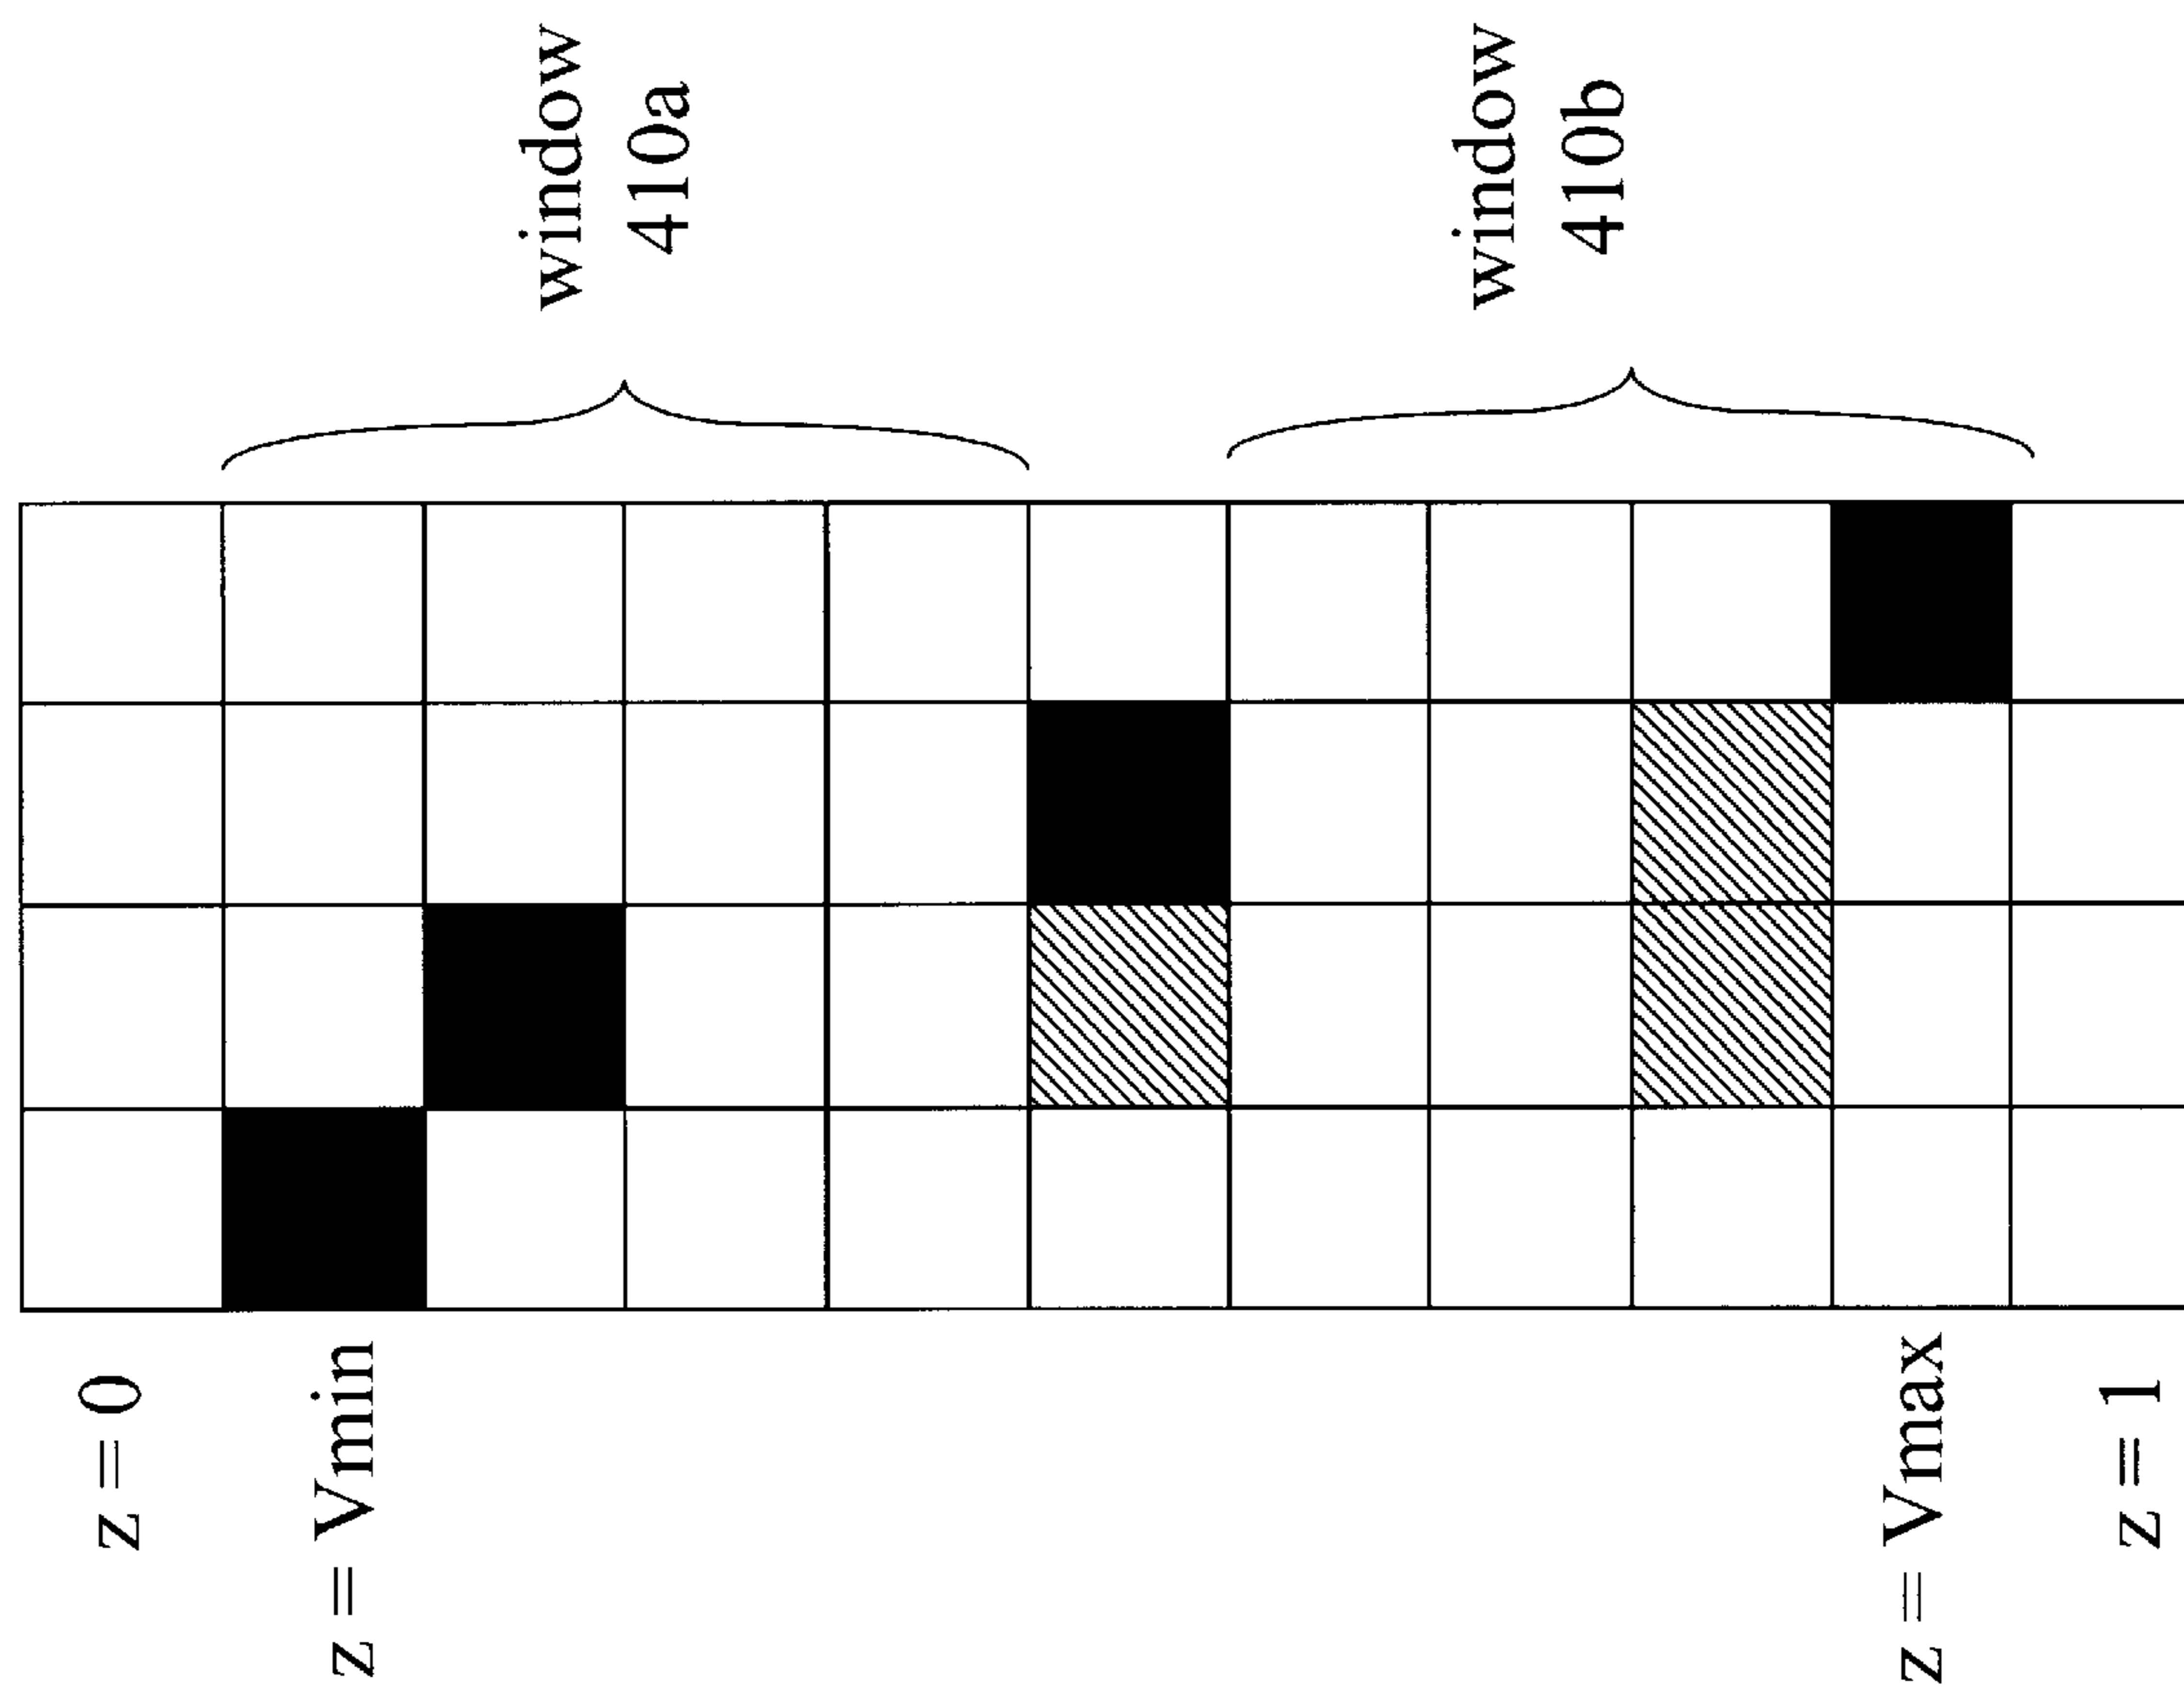 z = 0
z = Vmin
z = Vmax
z = 1
window
410a
window
410b